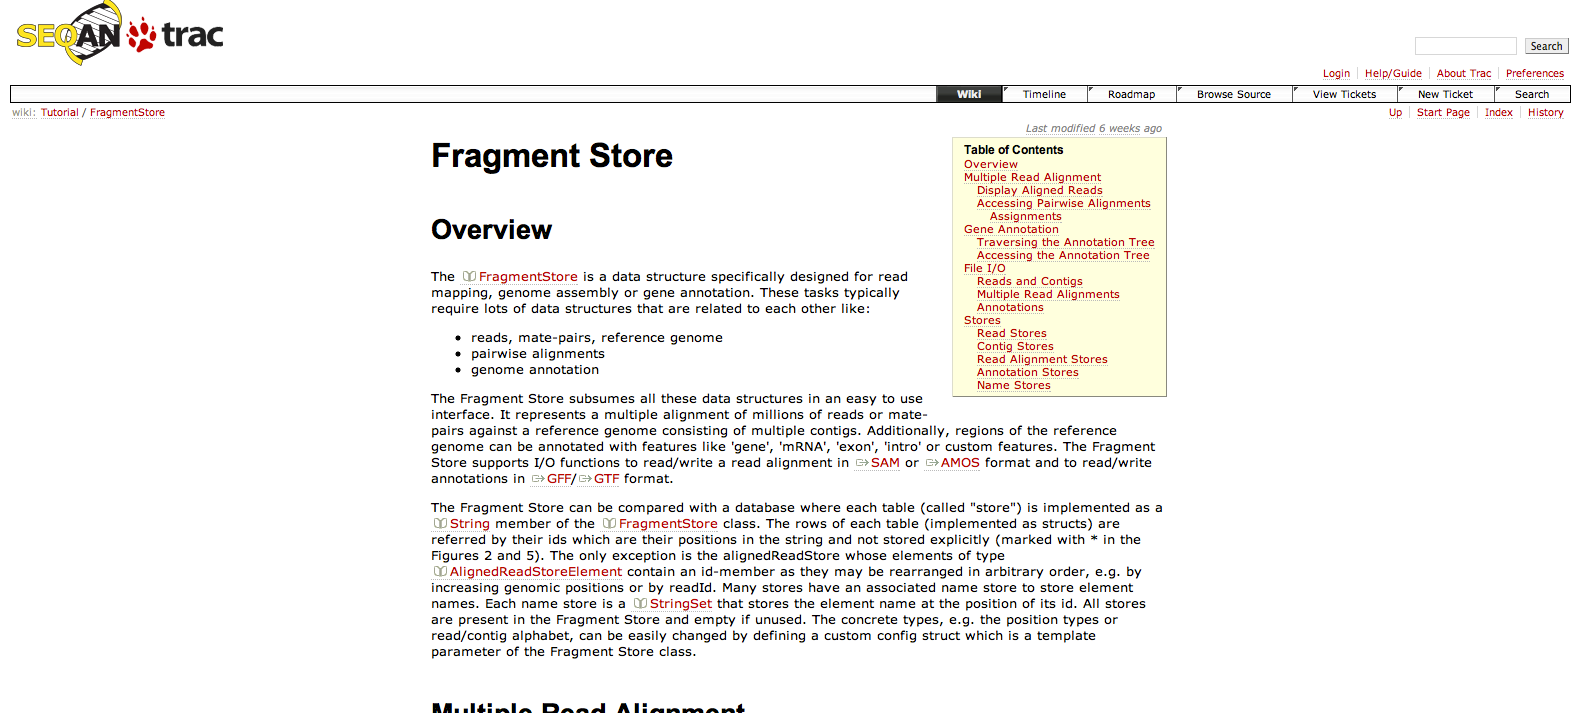 SEQAN trac
Search
Login Help/Guide About Trac Preferences
Wiki Timeline Roadmap Browse Source View Tickets New Ticket Search
wiki: Tutorial / FragmentStore
Up Start Page Index History
Last modified 6 weeks ago
Fragment Store
Table of Contents
Overview
Multiple Read Alignment
Display Aligned Reads
Accessing Pairwise Alignments
Assignments
Gene Annotation
Traversing the Annotation Tree
Accessing the Annotation Tree
File I/O
Reads and Contigs
Multiple Read Alignments
Annotations
Stores
Read Stores
Contig Stores
Read Alignment Stores
Annotation Stores
Name Stores
Overview
The FragmentStore is a data structure specifically designed for read
mapping, genome assembly or gene annotation. These tasks typically
require lots of data structures that are related to each other like:
• reads, mate-pairs, reference genome
• pairwise alignments
• genome annotation
The Fragment Store subsumes all these data structures in an easy to use
interface. It represents a multiple alignment of millions of reads or mate-
pairs against a reference genome consisting of multiple contigs. Additionally, regions of the reference
genome can be annotated with features like 'gene', 'mRNA', 'exon', 'intro' or custom features. The Fragment
Store supports I/O functions to read/write a read alignment in SAM or AMOS format and to read/write
annotations in GFF/GTF format.
The Fragment Store can be compared with a database where each table (called "store") is implemented as a
String member of the FragmentStore class. The rows of each table (implemented as structs) are
referred by their ids which are their positions in the string and not stored explicitly (marked with * in the
Figures 2 and 5). The only exception is the alignedReadStore whose elements of type
AlignedReadStoreElement contain an id-member as they may be rearranged in arbitrary order, e.g. by
increasing genomic positions or by readId. Many stores have an associated name store to store element
names. Each name store is a StringSet that stores the element name at the position of its id. All stores
are present in the Fragment Store and empty if unused. The concrete types, e.g. the position types or
read/contig alphabet, can be easily changed by defining a custom config struct which is a template
parameter of the Fragment Store class.
Multiple Read Alignment